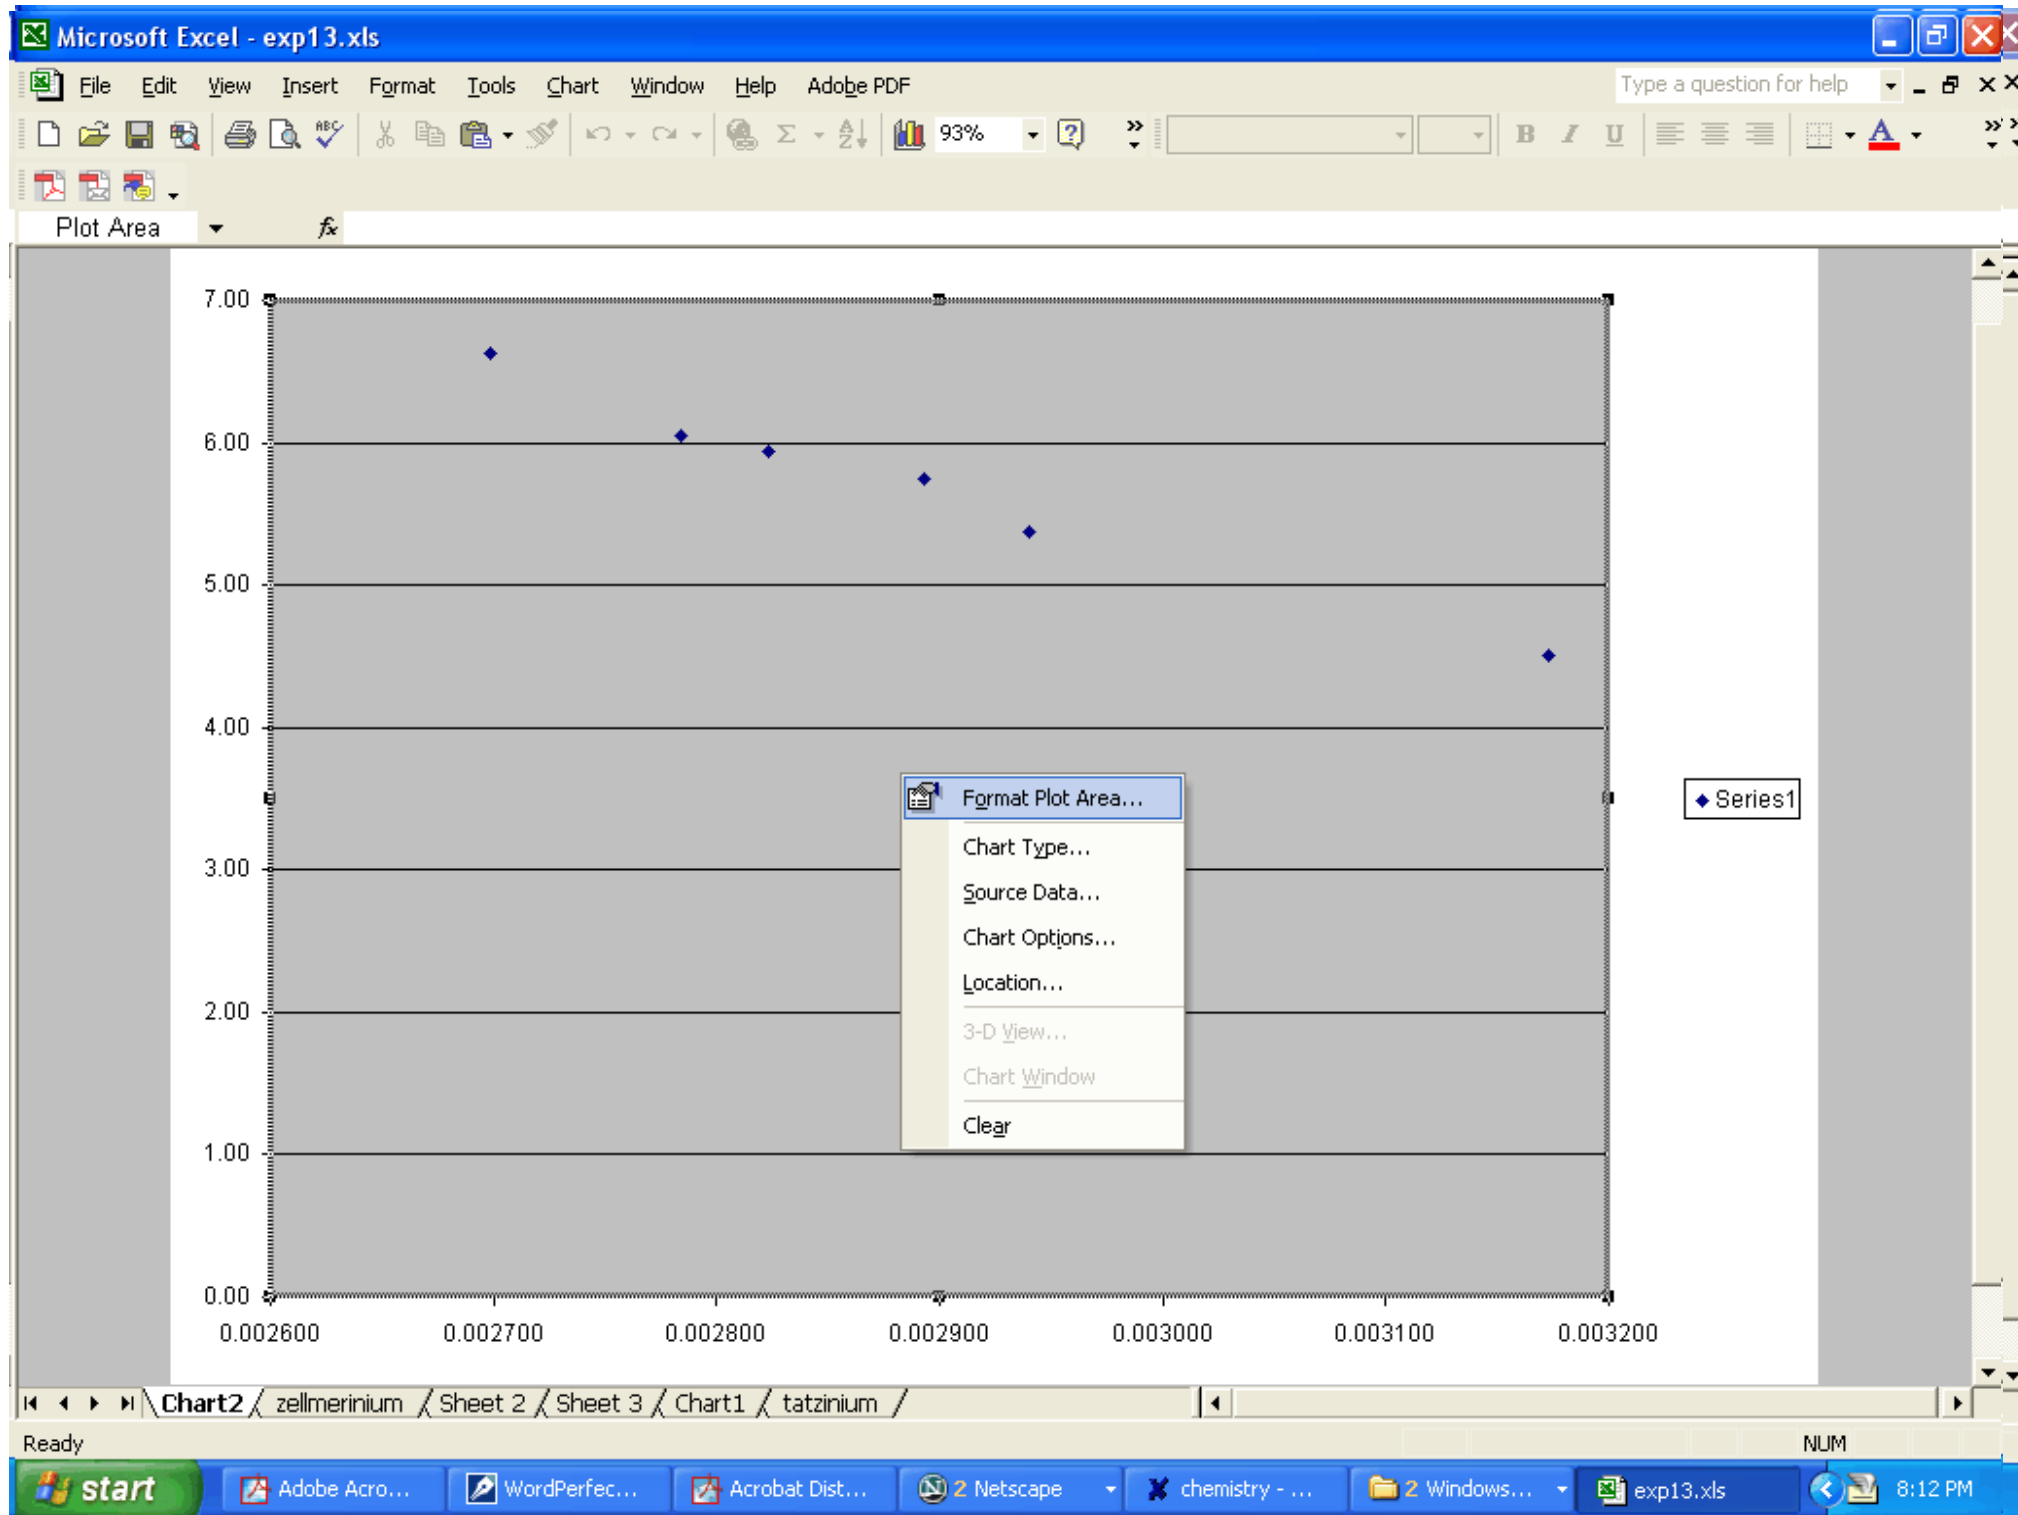 Microsoft Excel - exp13.xls
File Edit View Insert Format Tools Chart Window Help Adobe PDF Type a question for help
ABC Σ A Z 93% ? » B I U A »
Plot Area fx
7.00
6.00
5.00
4.00
3.00
2.00
1.00
0.00
0.002600 0.002700 0.002800 0.002900 0.003000 0.003100 0.003200
Series1
Format Plot Area...
Chart Type...
Source Data...
Chart Options...
Location...
3-D View...
Chart Window
Clear
Chart2 zellmerinium Sheet 2 Sheet 3 Chart1 tatzinium
Ready NUM
start Adobe Acro... WordPerfec... Acrobat Dist... 2 Netscape chemistry - ... 2 Windows... exp13.xls 8:12 PM